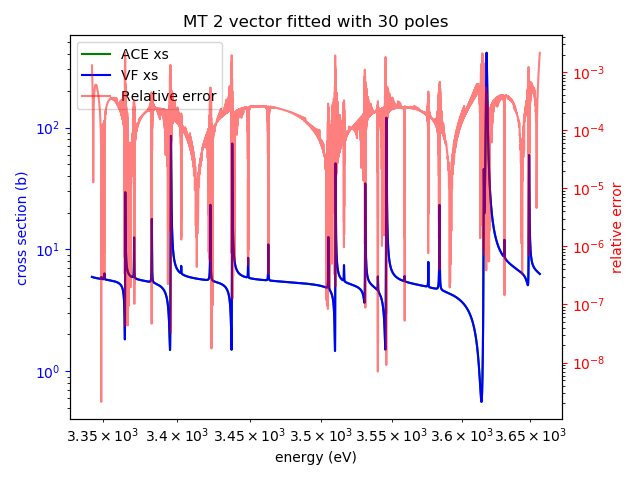 MT 2 vector fitted with 30 poles
ACE xs
VF xs
Relative error
cross section (b)
10² 10¹ 10⁰
10⁻³ 10⁻⁴ 10⁻⁵ 10⁻⁶ 10⁻⁷ 10⁻⁸
relative error
3.35 × 10³ 3.4 × 10³ 3.45 × 10³ 3.5 × 10³ 3.55 × 10³ 3.6 × 10³ 3.65 × 10³
energy (eV)